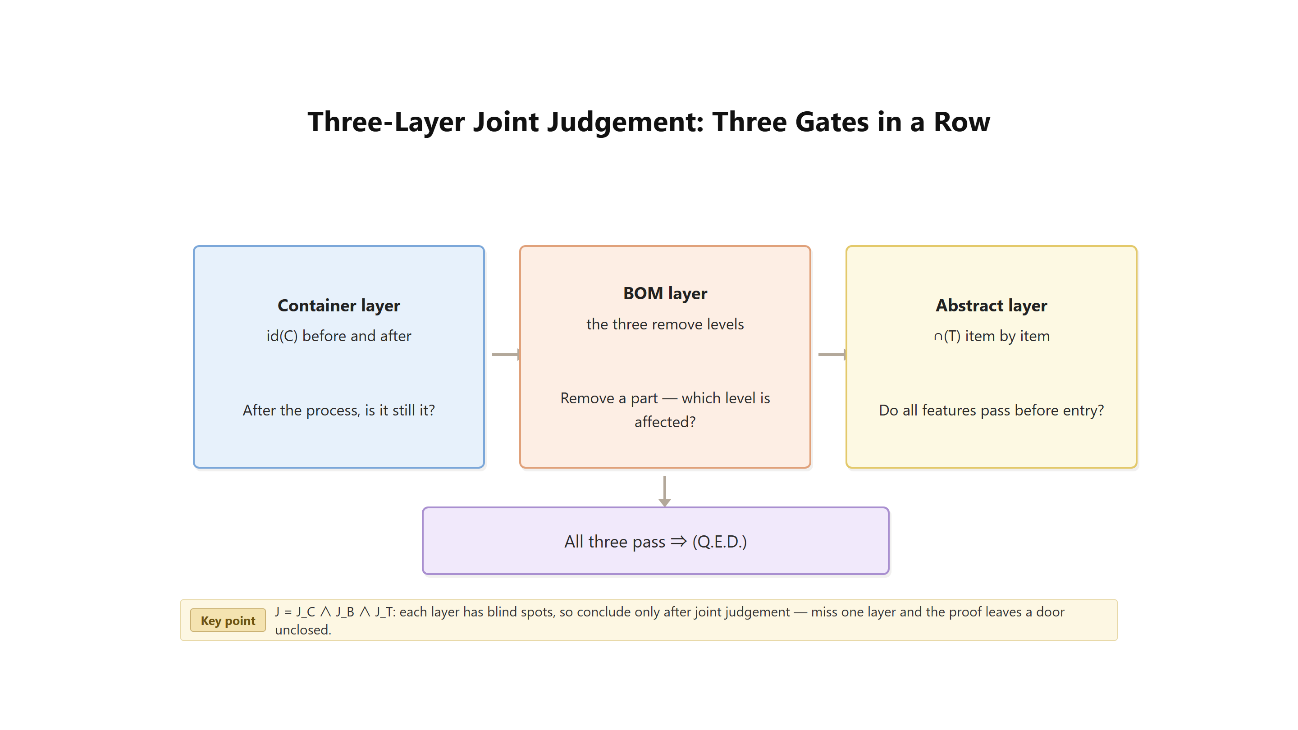 Three-Layer Joint Judgement: Three Gates in a Row
Container layer
id(C) before and after
After the process, is it still it?
BOM layer
the three remove levels
Remove a part — which level is
affected?
Abstract layer
∩(T) item by item
Do all features pass before entry?
All three pass ⇒ (Q.E.D.)
Key point
J = J_C ∧ J_B ∧ J_T: each layer has blind spots, so conclude only after joint judgement — miss one layer and the proof leaves a door
unclosed.